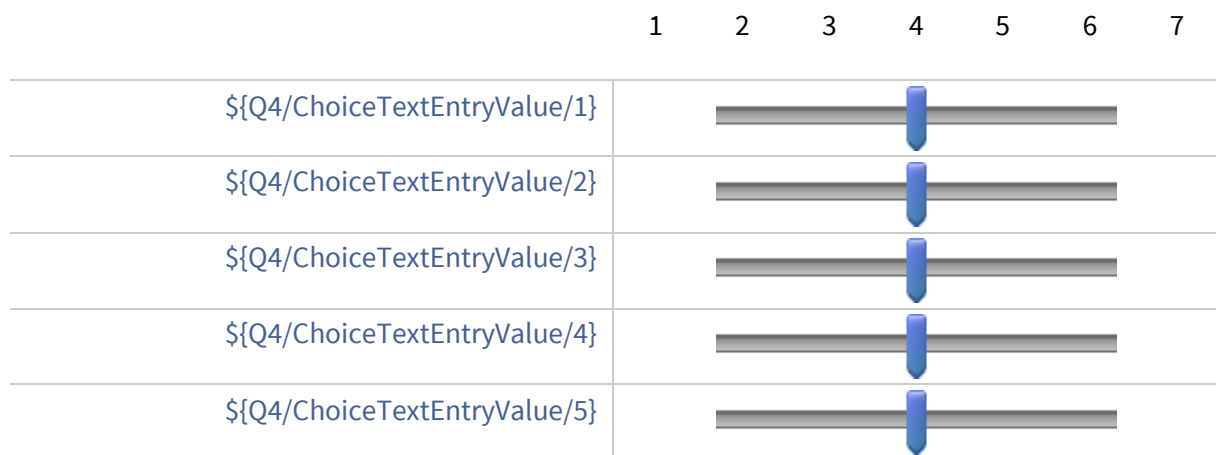 1 2 3 4 5 6 7
${Q4/ChoiceTextEntryValue/1}
${Q4/ChoiceTextEntryValue/2}
${Q4/ChoiceTextEntryValue/3}
${Q4/ChoiceTextEntryValue/4}
${Q4/ChoiceTextEntryValue/5}